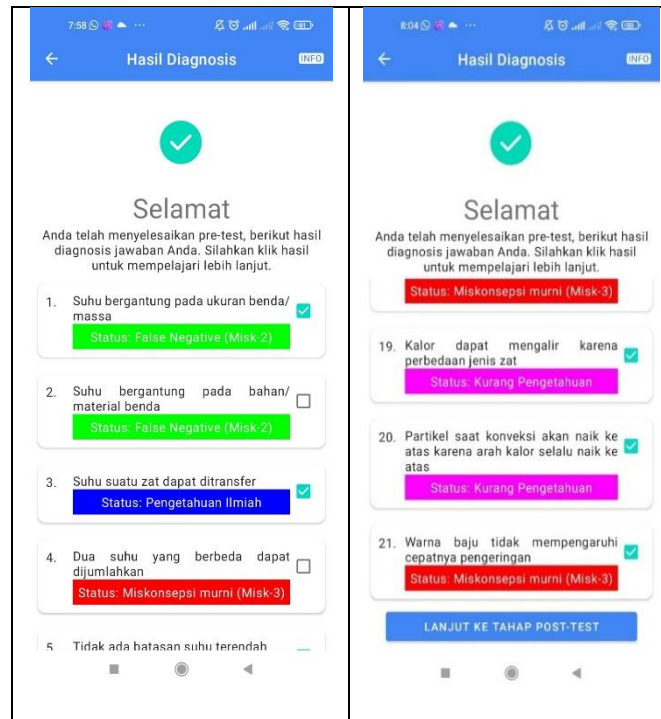 7:58
Hasil Diagnosis
INFO
Selamat
Anda telah menyelesaikan pre-test, berikut hasil
diagnosis jawaban Anda. Silahkan klik hasil
untuk mempelajari lebih lanjut.
1. Suhu bergantung pada ukuran benda/
massa
Status: False Negative (Misk-2)
2. Suhu bergantung pada bahan/
material benda
Status: False Negative (Misk-2)
3. Suhu suatu zat dapat ditransfer
Status: Pengetahuan Ilmiah
4. Dua suhu yang berbeda dapat
dijumlahkan
Status: Miskonsepsi murni (Misk-3)
5 Tidak ada batasan suhu terendah
8:04
Hasil Diagnosis
INFO
Selamat
Anda telah menyelesaikan pre-test, berikut hasil
diagnosis jawaban Anda. Silahkan klik hasil
untuk mempelajari lebih lanjut.
Status: Miskonsepsi murni (Misk-3)
19. Kalor dapat mengalir karena
perbedaan jenis zat
Status: Kurang Pengetahuan
20. Partikel saat konveksi akan naik ke
atas karena arah kalor selalu naik ke
atas
Status: Kurang Pengetahuan
21. Warna baju tidak mempengaruhi
cepatnya pengeringan
Status: Miskonsepsi murni (Misk-3)
LANJUT KE TAHAP POST-TEST